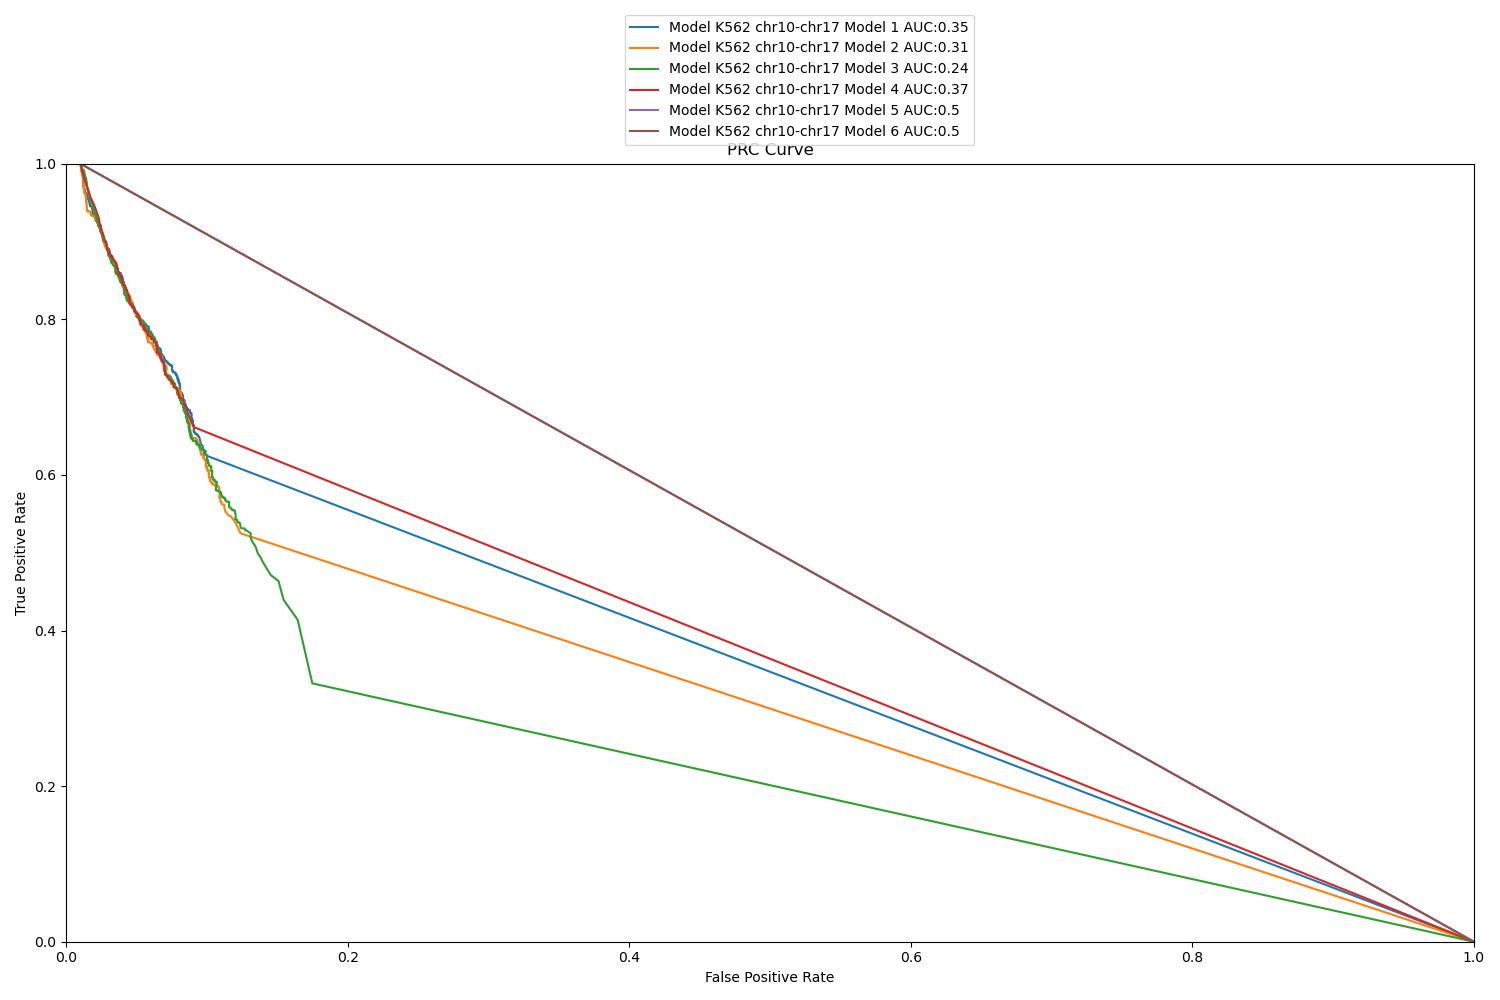 Model K562 chr10-chr17 Model 1 AUC:0.35
Model K562 chr10-chr17 Model 2 AUC:0.31
Model K562 chr10-chr17 Model 3 AUC:0.24
Model K562 chr10-chr17 Model 4 AUC:0.37
Model K562 chr10-chr17 Model 5 AUC:0.5
Model K562 chr10-chr17 Model 6 AUC:0.5
PRC Curve
1.0
0.8
0.6
0.4
0.2
0.0
True Positive Rate
0.0 0.2 0.4 0.6 0.8 1.0
False Positive Rate